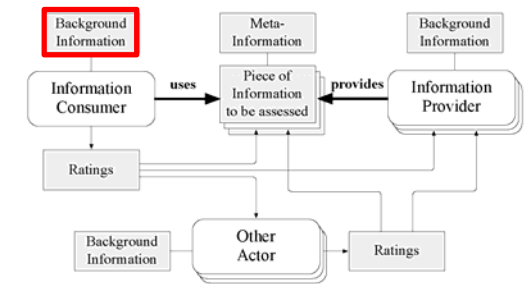 Background
Information
Meta-
Information
Background
Information
Information
Consumer
uses
Piece of
Information
to be assessed
provides
Information
Provider
Ratings
Background
Information
Other
Actor
Ratings